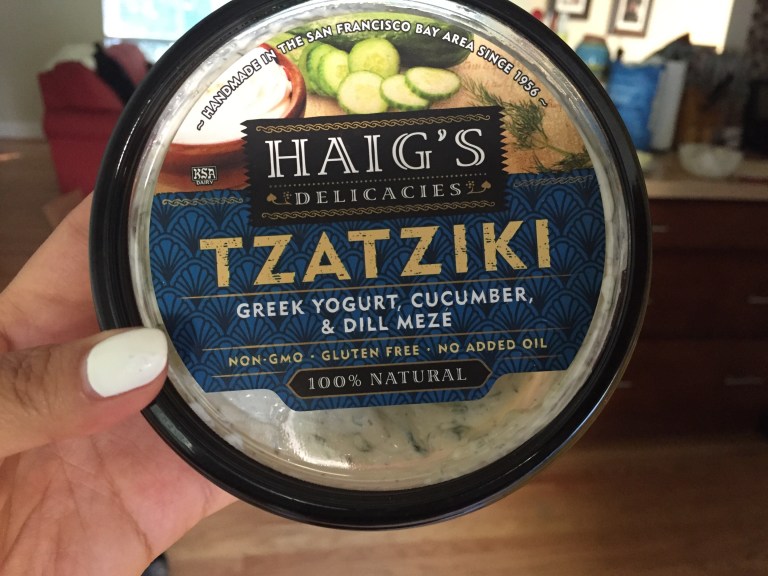 ~ HANDMADE IN THE SAN FRANCISCO BAY AREA SINCE 1956 ~
KSA
DAIRY
HAIG'S
DELICACIES
TZATZIKI
GREEK YOGURT, CUCUMBER,
& DILL MEZE
NON-GMO · GLUTEN FREE · NO ADDED OIL
100% NATURAL